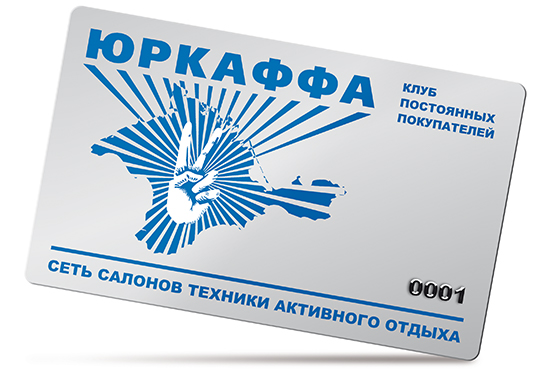 ЮРКАФФА
КЛУБ
ПОСТОЯННЫХ
ПОКУПАТЕЛЕЙ
0001
СЕТЬ САЛОНОВ ТЕХНИКИ АКТИВНОГО ОТДЫХА